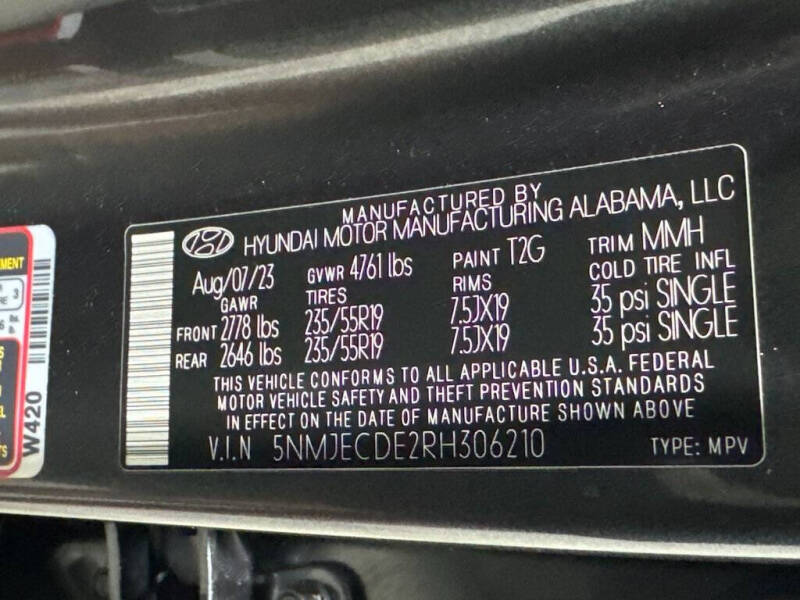 MANUFACTURED BY
HYUNDAI MOTOR MANUFACTURING ALABAMA, LLC
Aug/07/23 GVWR 4761 lbs PAINT T2G TRIM MMH
GAWR TIRES RIMS COLD TIRE INFL
FRONT 2778 lbs 235/55R19 7.5JX19 35 psi SINGLE
REAR 2646 lbs 235/55R19 7.5JX19 35 psi SINGLE
THIS VEHICLE CONFORMS TO ALL APPLICABLE U.S.A. FEDERAL
MOTOR VEHICLE SAFETY AND THEFT PREVENTION STANDARDS
IN EFFECT ON THE DATE OF MANUFACTURE SHOWN ABOVE
V.I.N 5NMJECDE2RH306210 TYPE: MPV
W420
3